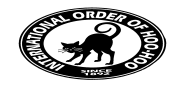 INTERNATIONAL ORDER OF HOO-HOO
SINCE
1892